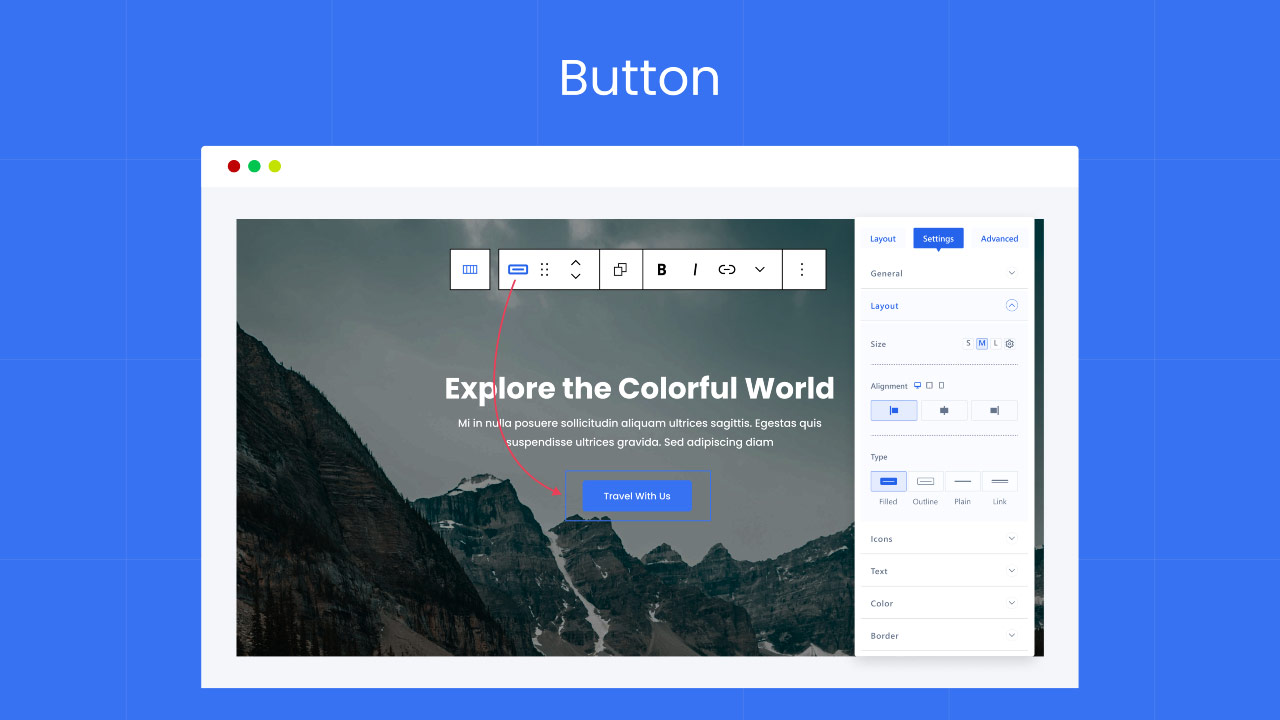 Button
B I
Explore the Colorful World
Mi in nulla posuere sollicitudin aliquam ultrices sagittis. Egestas quis
suspendisse ultrices gravida. Sed adipiscing diam
Travel With Us
Layout Settings Advanced
General
Layout
Size S M L
Alignment
Type
Filled Outline Plain Link
Icons
Text
Color
Border